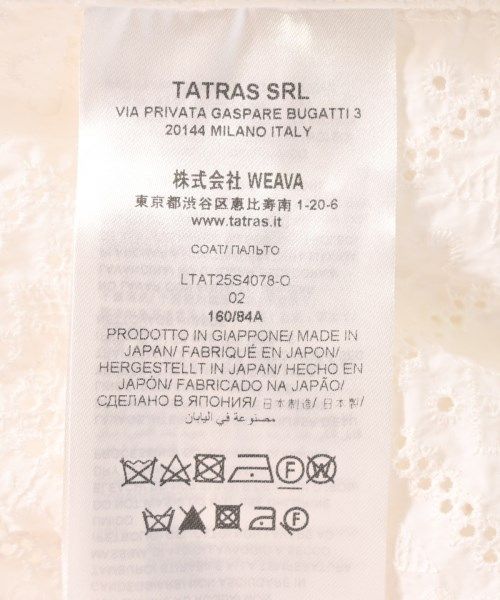 TATRAS SRL
VIA PRIVATA GASPARE BUGATTI 3
20144 MILANO ITALY
株式会社 WEAVA
東京都渋谷区恵比寿南 1-20-6
www.tatras.it
COAT/ ПАЛЬТО
LTAT25S4078-O
02
160/84A
PRODOTTO IN GIAPPONE/ MADE IN
JAPAN/ FABRIQUÉ EN JAPON/
HERGESTELLT IN JAPAN/ HECHO EN
JAPÓN/ FABRICADO NA JAPÃO/
СДЕЛАНО В ЯПОНИЯ/ 日本制造/ 日本製/
مصنوعة في اليابان
F W
F